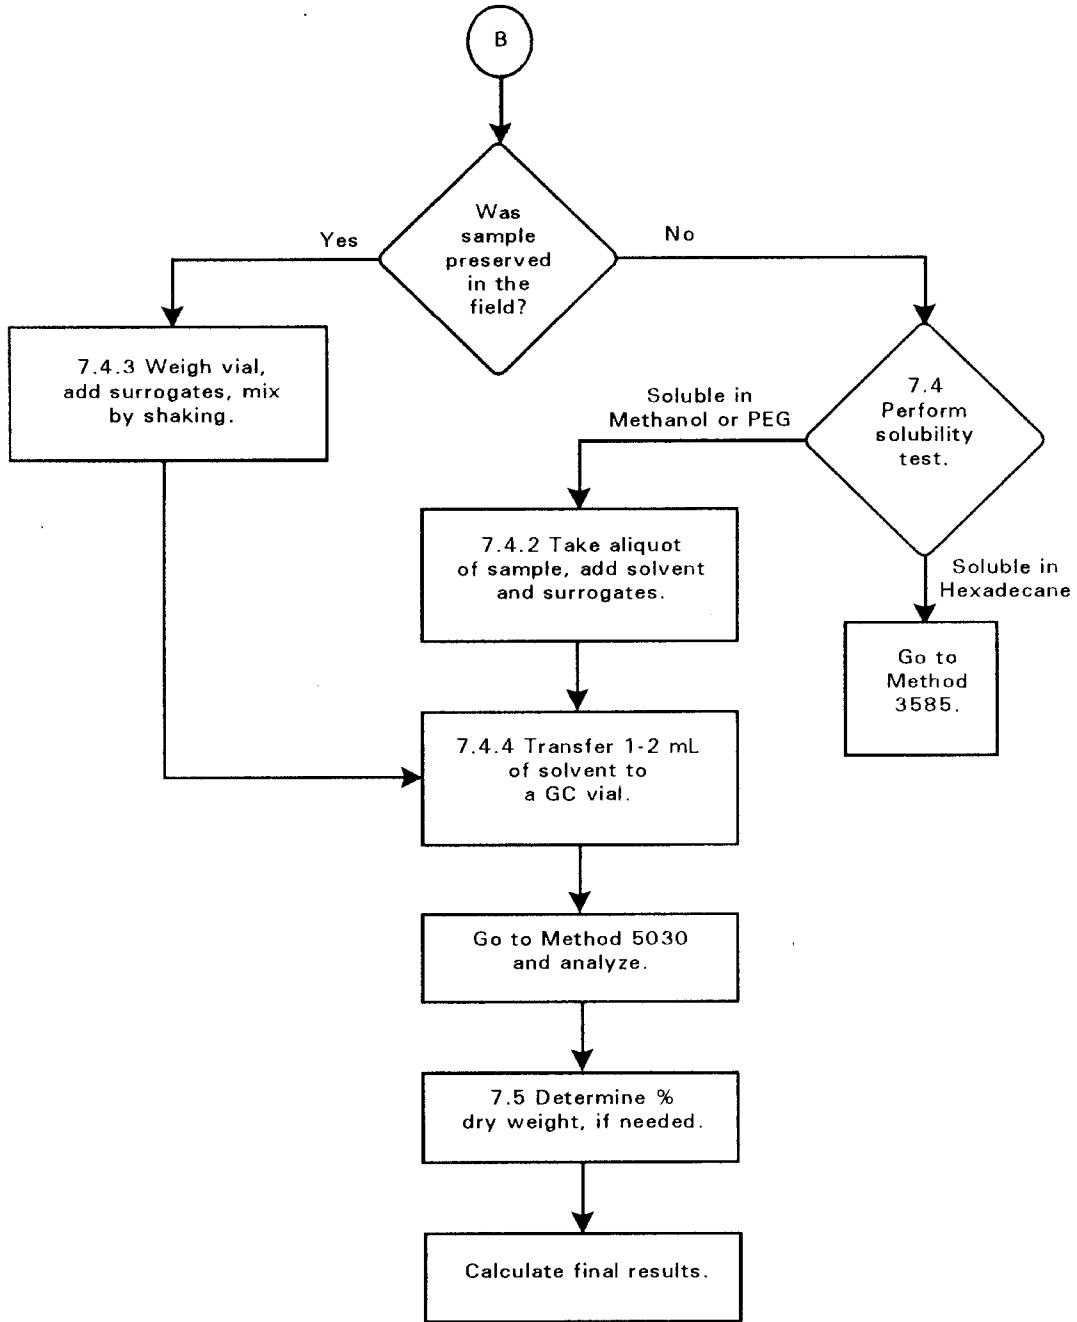 B
Was
sample
preserved
in the
field?
Yes
No
7.4.3 Weigh vial,
add surrogates, mix
by shaking.
7.4
Perform
solubility
test.
Soluble in
Methanol or PEG
7.4.2 Take aliquot
of sample, add solvent
and surrogates.
Soluble in
Hexadecane
Go to
Method
3585.
7.4.4 Transfer 1-2 mL
of solvent to
a GC vial.
Go to Method 5030
and analyze.
7.5 Determine %
dry weight, if needed.
Calculate final results.